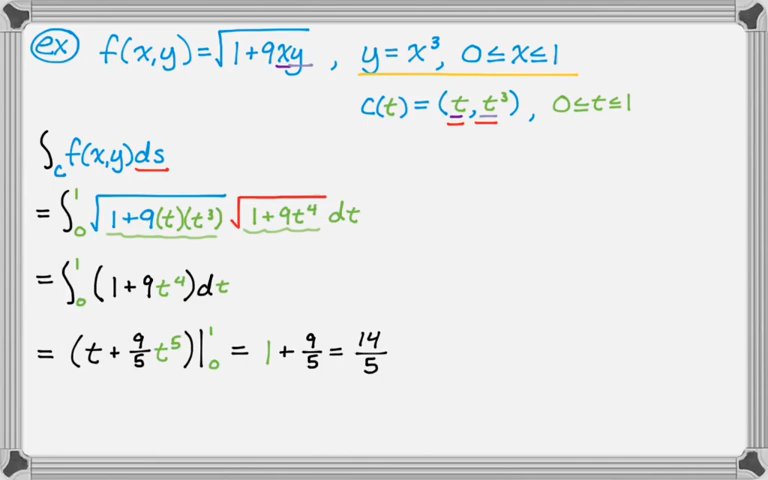 ex f(x,y) = √(1+9xy) , y = x³, 0 ≤ x ≤ 1
c(t) = (t, t³) , 0 ≤ t ≤ 1
∫_c f(x,y) ds
= ∫₀¹ √(1+9(t)(t³)) √(1+9t⁴) dt
= ∫₀¹ (1+9t⁴) dt
= (t + 9/5 t⁵)|₀¹ = 1 + 9/5 = 14/5